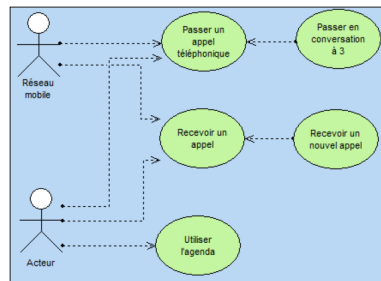 Passer un
appel
téléphonique
Passer en
conversation
à 3
Réseau
mobile
Recevoir un
appel
Recevoir un
nouvel appel
Utiliser
l'agenda
Acteur